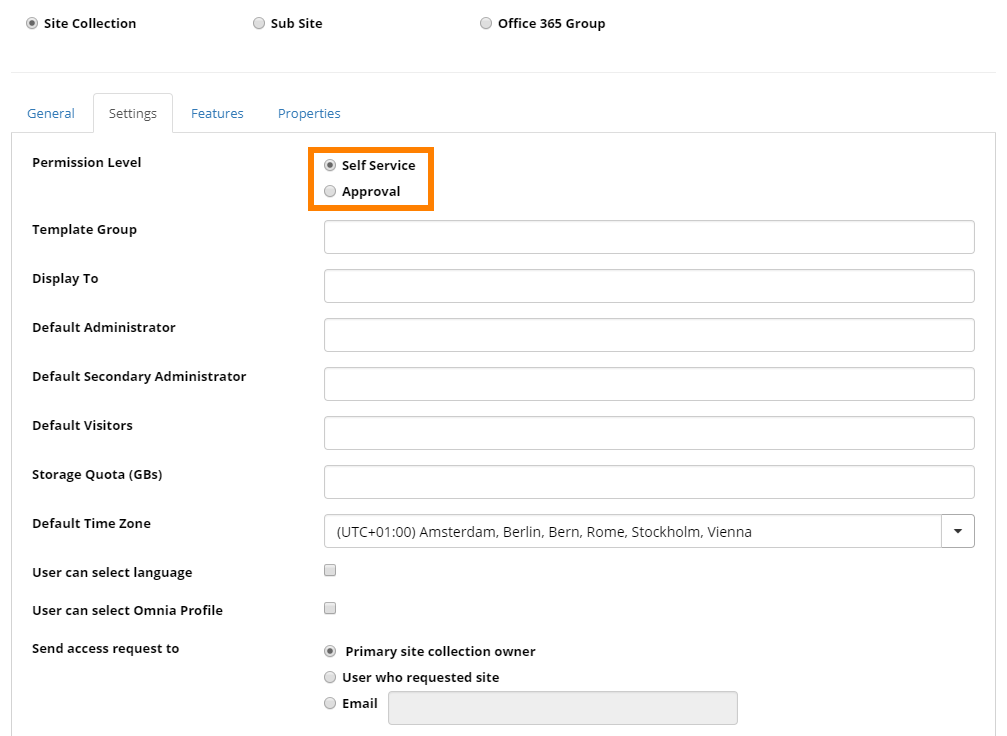 Site Collection Sub Site Office 365 Group
General Settings Features Properties
Permission Level Self Service
Approval
Template Group
Display To
Default Administrator
Default Secondary Administrator
Default Visitors
Storage Quota (GBs)
Default Time Zone (UTC+01:00) Amsterdam, Berlin, Bern, Rome, Stockholm, Vienna
User can select language
User can select Omnia Profile
Send access request to Primary site collection owner
User who requested site
Email